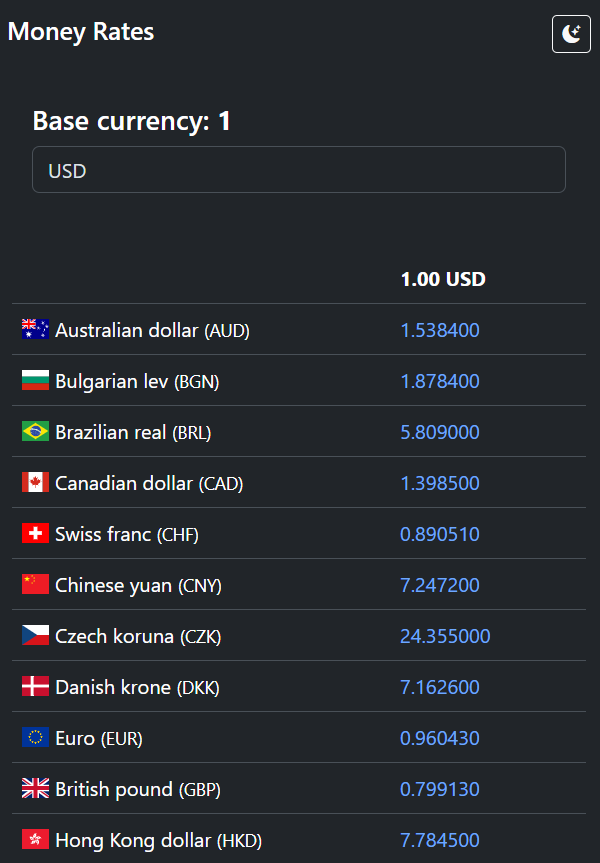 Money Rates
Base currency: 1
USD
1.00 USD
Australian dollar (AUD) 1.538400
Bulgarian lev (BGN) 1.878400
Brazilian real (BRL) 5.809000
Canadian dollar (CAD) 1.398500
Swiss franc (CHF) 0.890510
Chinese yuan (CNY) 7.247200
Czech koruna (CZK) 24.355000
Danish krone (DKK) 7.162600
Euro (EUR) 0.960430
British pound (GBP) 0.799130
Hong Kong dollar (HKD) 7.784500